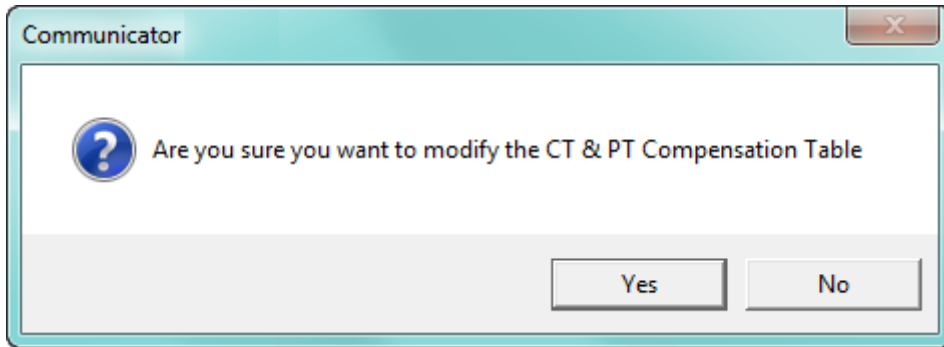 Communicator
Are you sure you want to modify the CT & PT Compensation Table
Yes No